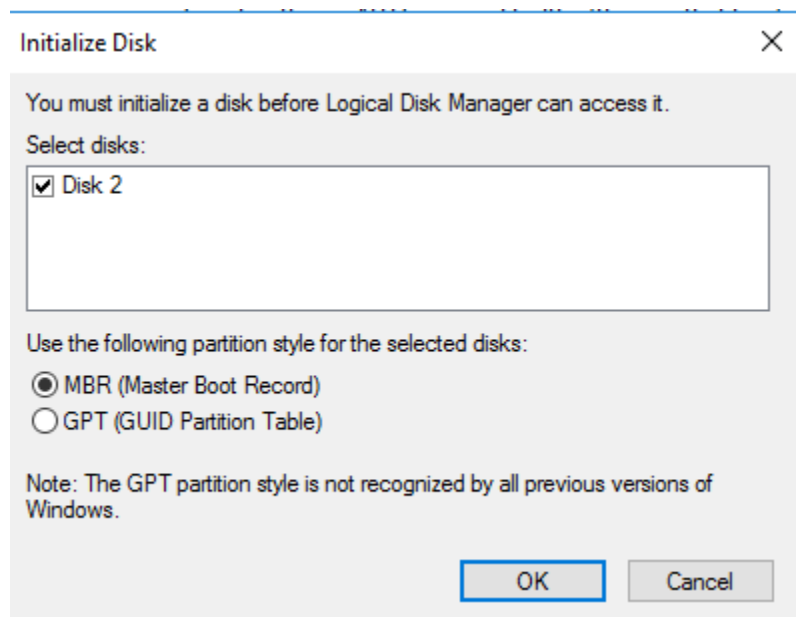 Initialize Disk
You must initialize a disk before Logical Disk Manager can access it.
Select disks:
Disk 2
Use the following partition style for the selected disks:
MBR (Master Boot Record)
GPT (GUID Partition Table)
Note: The GPT partition style is not recognized by all previous versions of
Windows.
OK
Cancel